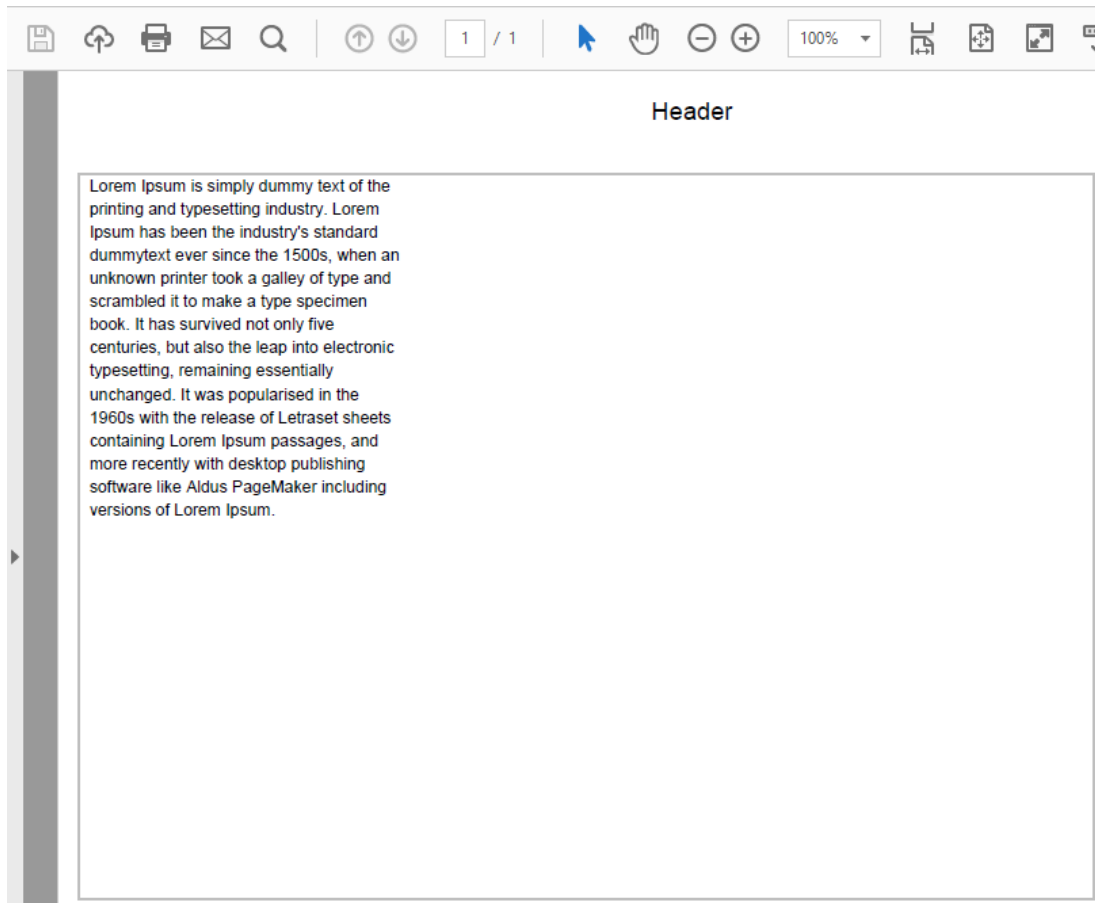 1 / 1
100%
Header
Lorem Ipsum is simply dummy text of the
printing and typesetting industry. Lorem
Ipsum has been the industry's standard
dummytext ever since the 1500s, when an
unknown printer took a galley of type and
scrambled it to make a type specimen
book. It has survived not only five
centuries, but also the leap into electronic
typesetting, remaining essentially
unchanged. It was popularised in the
1960s with the release of Letraset sheets
containing Lorem Ipsum passages, and
more recently with desktop publishing
software like Aldus PageMaker including
versions of Lorem Ipsum.